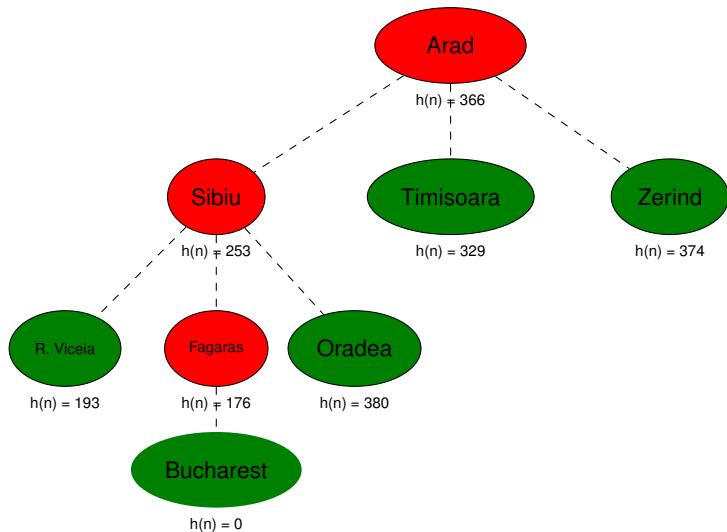 Arad
h(n) = 366
Sibiu
Timisoara
Zerind
h(n) = 253
h(n) = 329
h(n) = 374
R. Viceia
Fagaras
Oradea
h(n) = 193
h(n) = 176
h(n) = 380
Bucharest
h(n) = 0